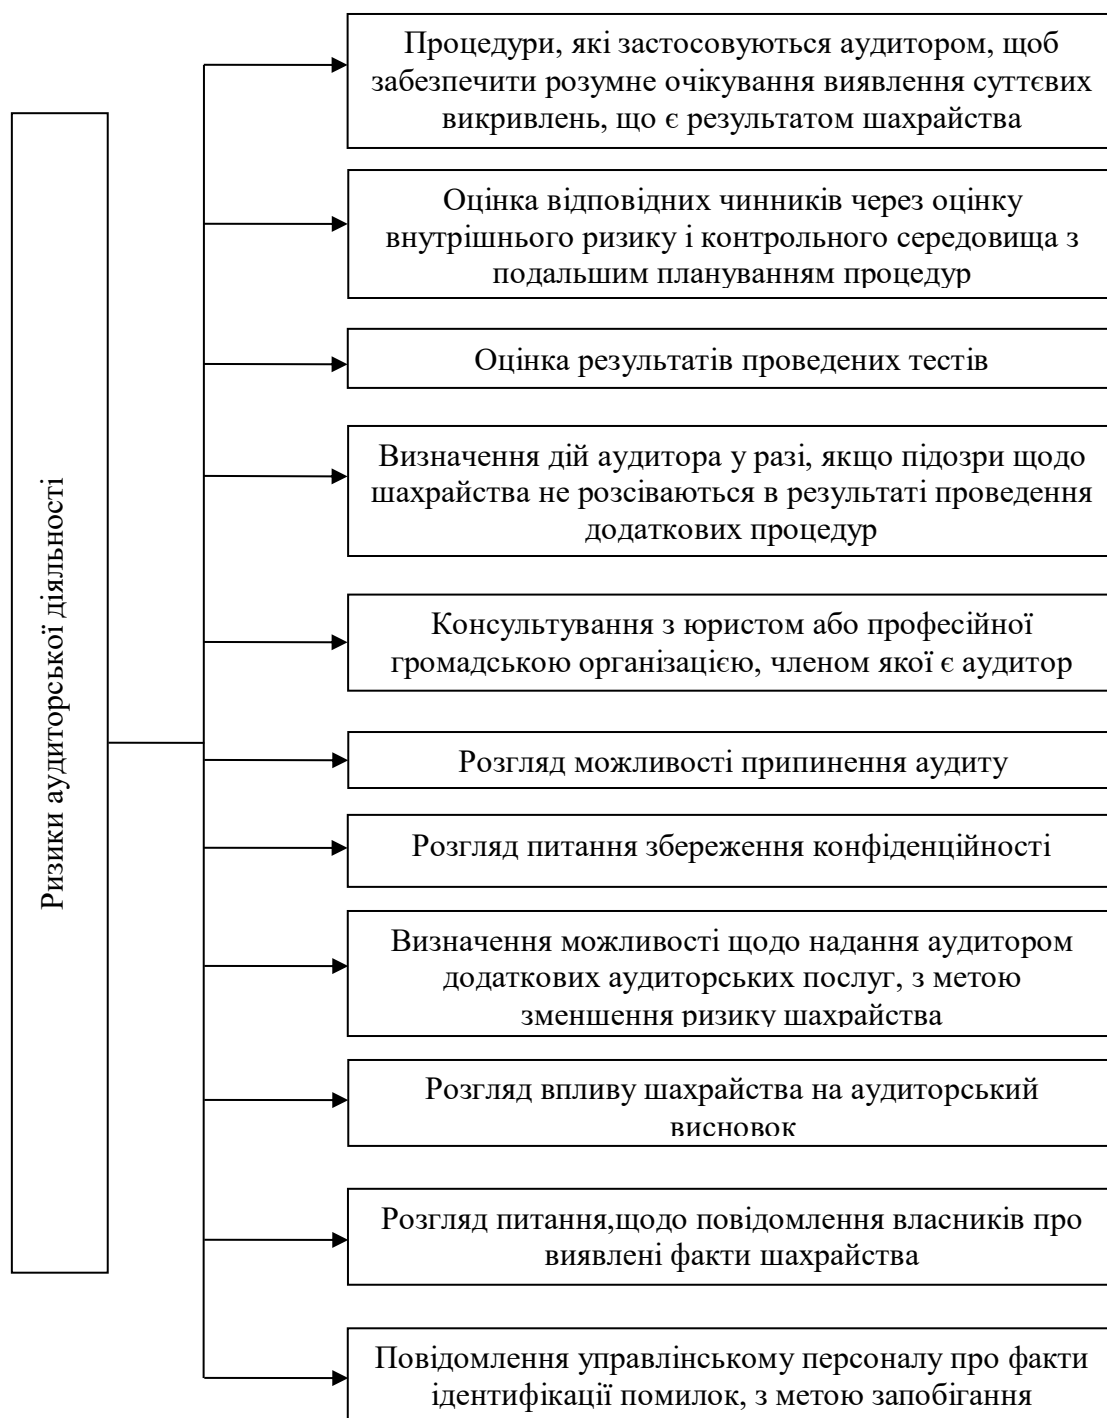 Ризики аудиторської діяльності
Процедури, які застосовуються аудитором, щоб
забезпечити розумне очікування виявлення суттєвих
викривлень, що є результатом шахрайства
Оцінка відповідних чинників через оцінку
внутрішнього ризику і контрольного середовища з
подальшим плануванням процедур
Оцінка результатів проведених тестів
Визначення дій аудитора у разі, якщо підозри щодо
шахрайства не розсіваються в результаті проведення
додаткових процедур
Консультування з юристом або професійної
громадською організацією, членом якої є аудитор
Розгляд можливості припинення аудиту
Розгляд питання збереження конфіденційності
Визначення можливості щодо надання аудитором
додаткових аудиторських послуг, з метою
зменшення ризику шахрайства
Розгляд впливу шахрайства на аудиторський
висновок
Розгляд питання,щодо повідомлення власників про
виявлені факти шахрайства
Повідомлення управлінському персоналу про факти
ідентифікації помилок, з метою запобігання